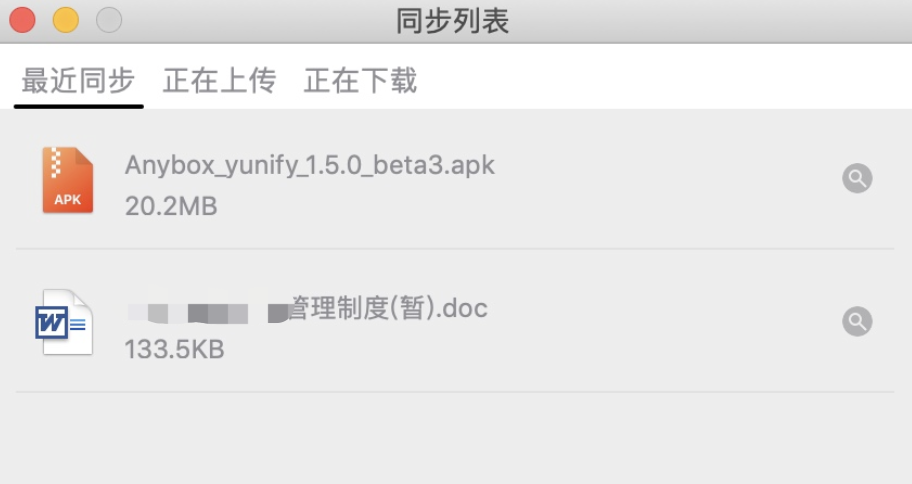 同步列表
最近同步 正在上传 正在下载
Anybox_yunify_1.5.0_beta3.apk
APK
20.2MB
管理制度(暂).doc
W
133.5KB